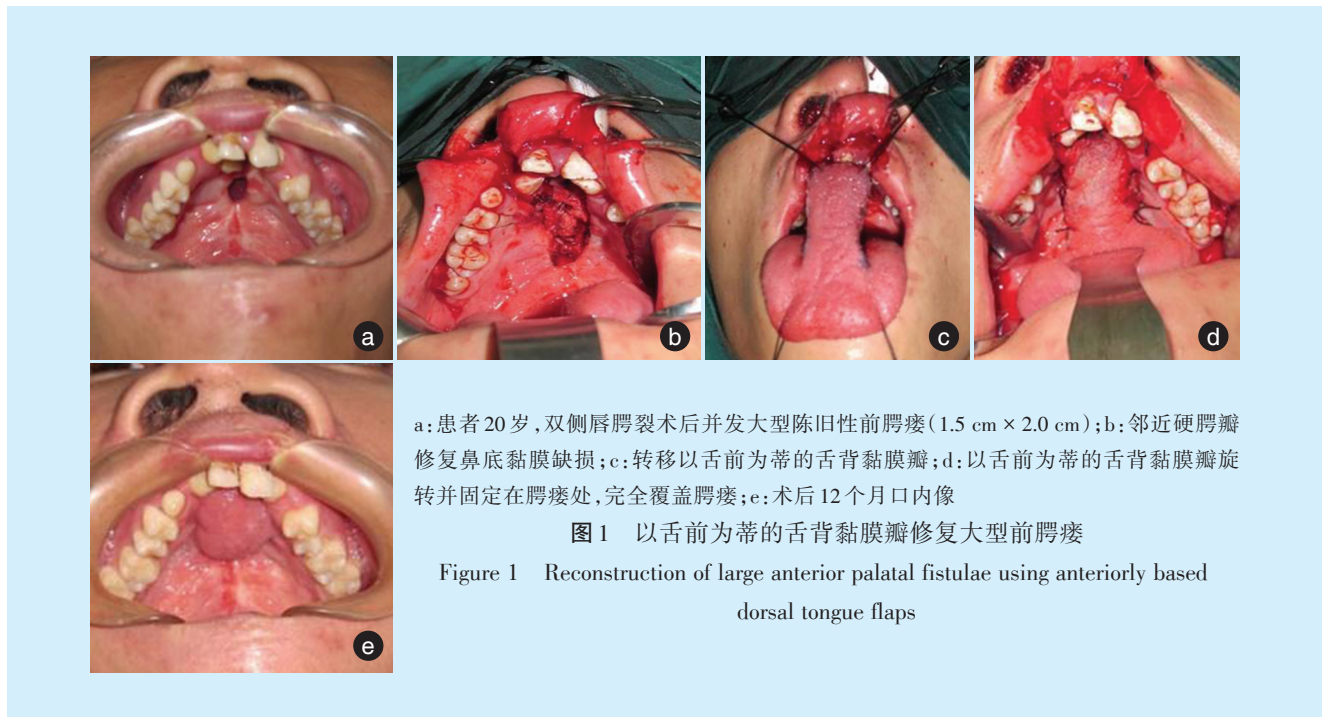 a
b
c
d
e
a:患者20岁,双侧唇腭裂术后并发大型陈旧性前腭瘘(1.5 cm × 2.0 cm);b:邻近硬腭瓣
修复鼻底黏膜缺损;c:转移以舌前为蒂的舌背黏膜瓣;d:以舌前为蒂的舌背黏膜瓣旋
转并固定在腭瘘处,完全覆盖腭瘘;e:术后12个月口内像
图1 以舌前为蒂的舌背黏膜瓣修复大型前腭瘘
Figure 1 Reconstruction of large anterior palatal fistulae using anteriorly based
dorsal tongue flaps